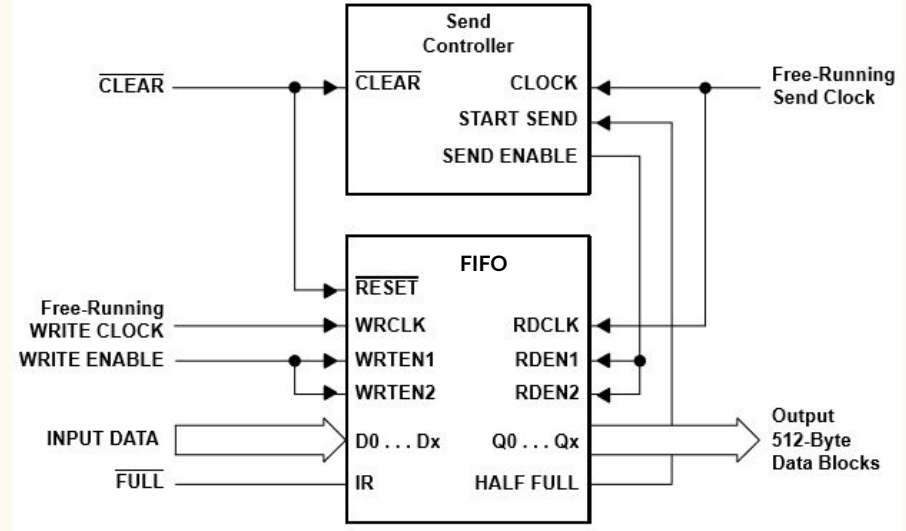 Send
Controller
CLEAR
CLEAR
CLOCK
Free-Running
Send Clock
START SEND
SEND ENABLE
FIFO
RESET
Free-Running
WRITE CLOCK
WRCLK
RDCLK
WRITE ENABLE
WRTEN1
RDEN1
WRTEN2
RDEN2
INPUT DATA
D0 . . . Dx
Q0 . . . Qx
Output
512-Byte
Data Blocks
FULL
IR
HALF FULL